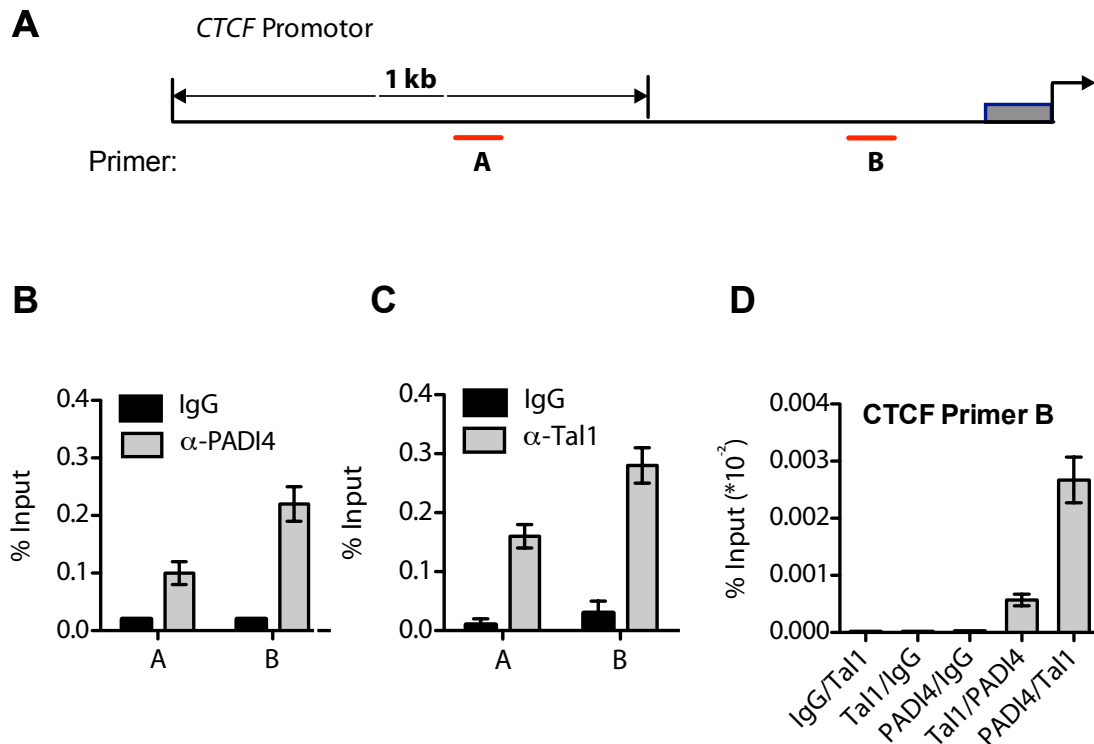 A
CTCF Promotor
1 kb
Primer:
A
B
B
C
D
0.4
0.3
0.2
0.1
0.0
% Input
IgG
α-PADI4
A
B
0.4
0.3
0.2
0.1
0.0
% Input
IgG
α-Tal1
A
B
0.004
0.003
0.002
0.001
0.000
% Input (*10-2)
CTCF Primer B
IgG/Tal1
Tal1/IgG
PADI4/IgG
Tal1/PADI4
PADI4/Tal1